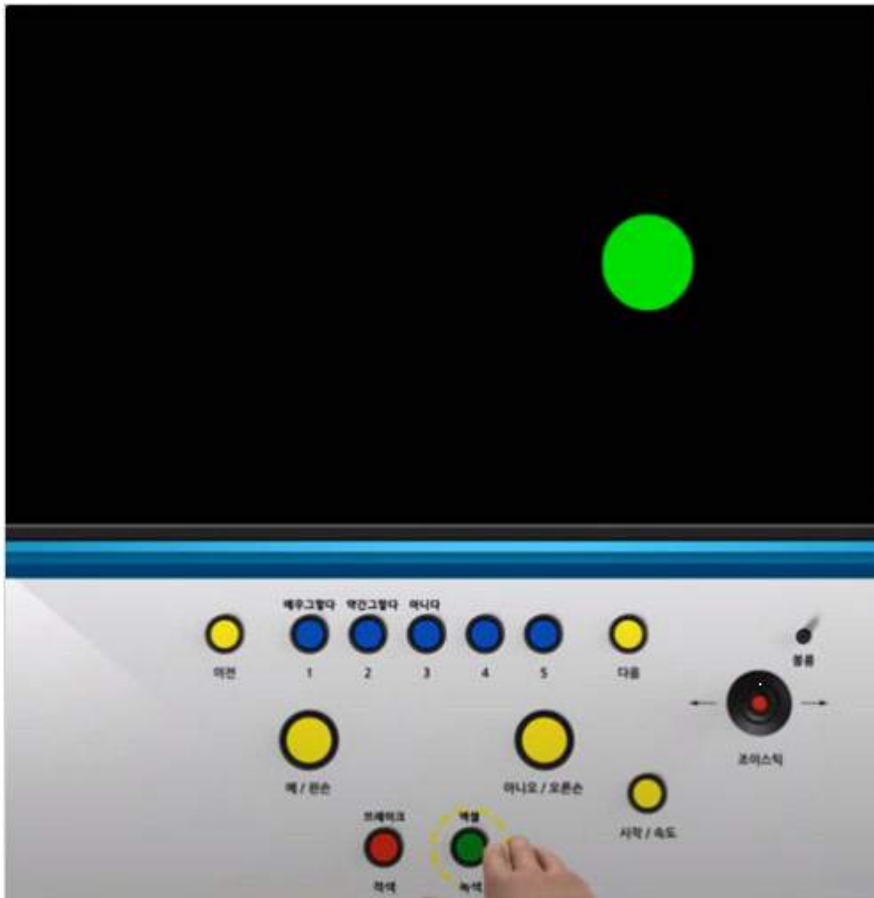 매우그렇다 약간그렇다 아니다
이전 1 2 3 4 5 다음
볼륨
조이스틱
예 / 왼손 아니오 / 오른손
시작 / 속도
브레이크 엑셀
적색 녹색